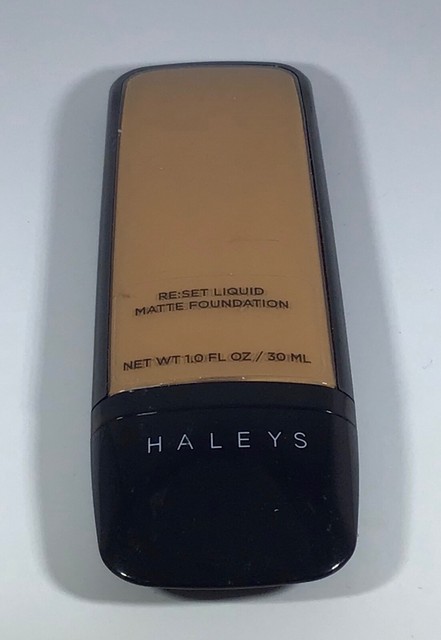 RE:SET LIQUID
MATTE FOUNDATION
NET WT 1.0 FL OZ / 30 ML
HALEYS